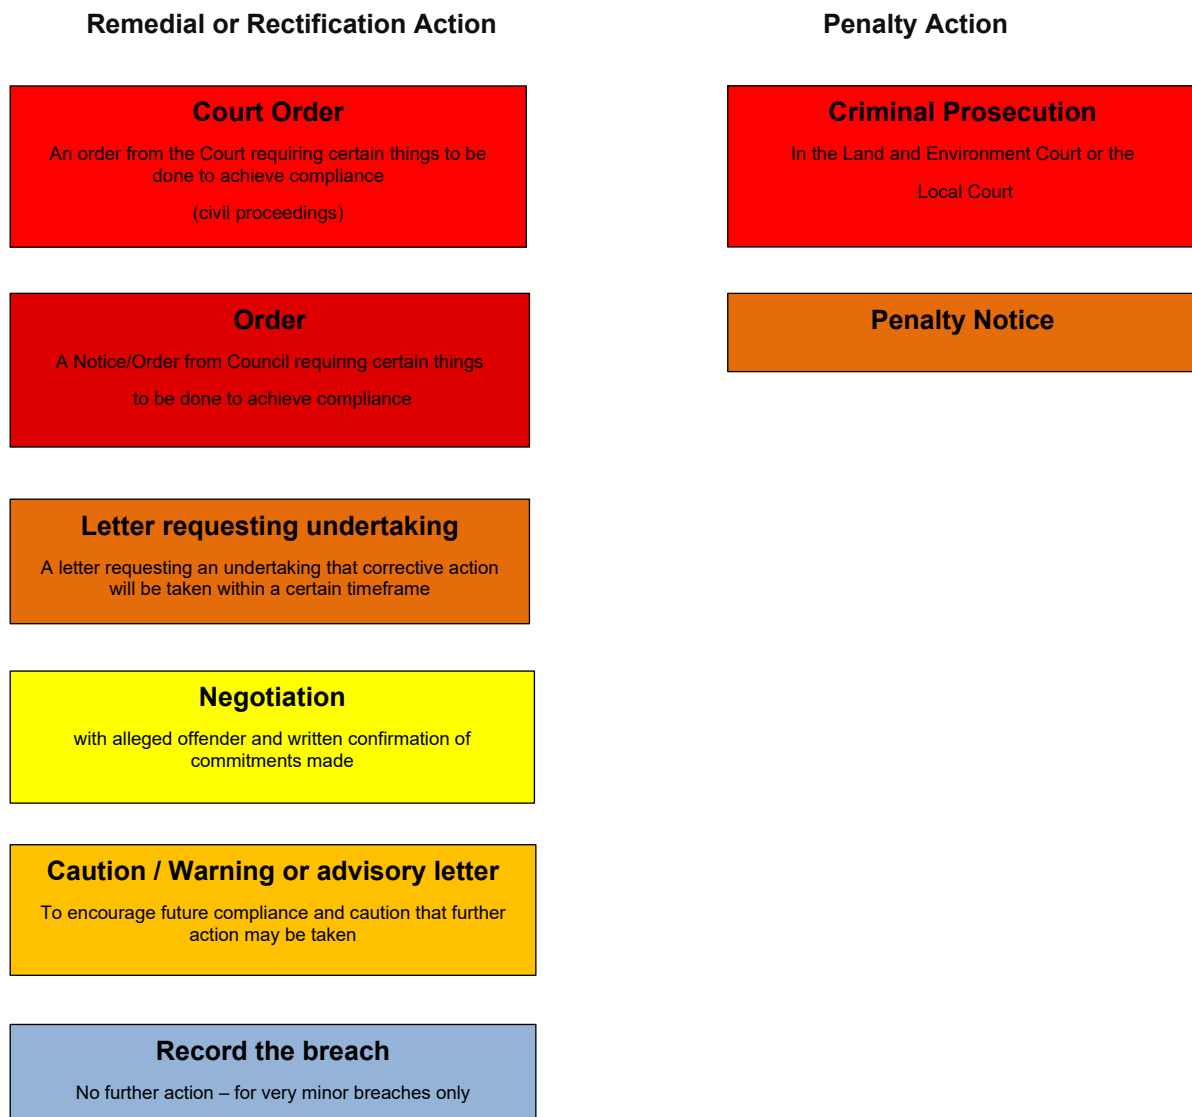 Remedial or Rectification Action
Penalty Action
Court Order
An order from the Court requiring certain things to be
done to achieve compliance
(civil proceedings)
Criminal Prosecution
In the Land and Environment Court or the
Local Court
Order
A Notice/Order from Council requiring certain things
to be done to achieve compliance
Penalty Notice
Letter requesting undertaking
A letter requesting an undertaking that corrective action
will be taken within a certain timeframe
Negotiation
with alleged offender and written confirmation of
commitments made
Caution / Warning or advisory letter
To encourage future compliance and caution that further
action may be taken
Record the breach
No further action – for very minor breaches only